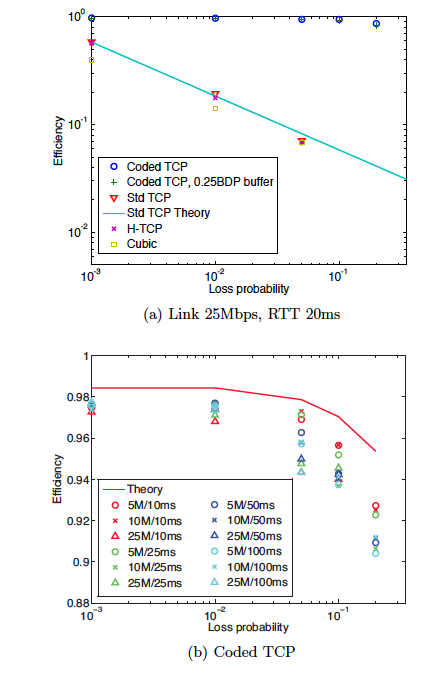 10^0
10^-1
10^-2
Efficiency
Coded TCP
Coded TCP, 0.25BDP buffer
Std TCP
Std TCP Theory
H-TCP
Cubic
10^-3 10^-2 10^-1
Loss probability
(a) Link 25Mbps, RTT 20ms
1
0.98
0.96
0.94
0.92
0.9
0.88
Efficiency
Theory
5M/10ms 5M/50ms
10M/10ms 10M/50ms
25M/10ms 25M/50ms
5M/25ms 5M/100ms
10M/25ms 10M/100ms
25M/25ms 25M/100ms
10^-3 10^-2 10^-1
Loss probability
(b) Coded TCP